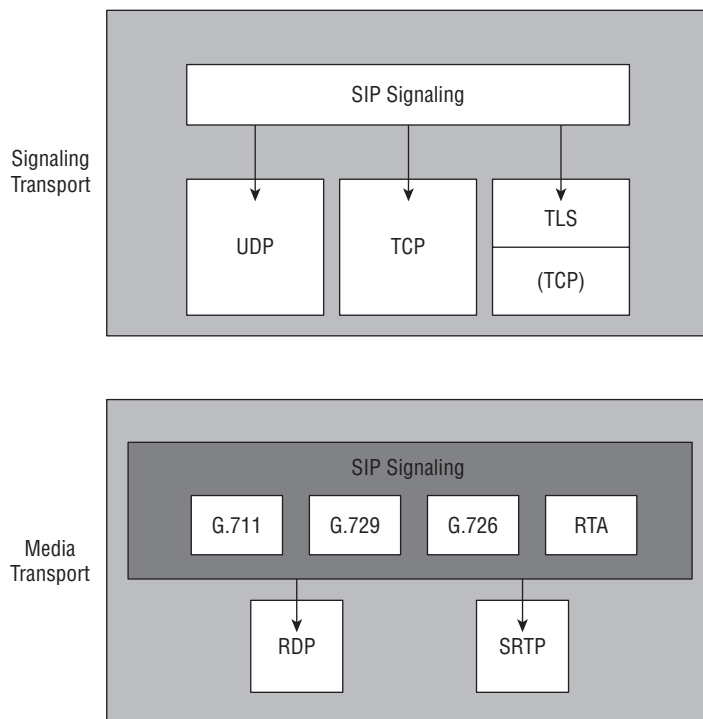 Signaling
Transport
SIP Signaling
UDP
TCP
TLS
(TCP)
Media
Transport
SIP Signaling
G.711
G.729
G.726
RTA
RDP
SRTP